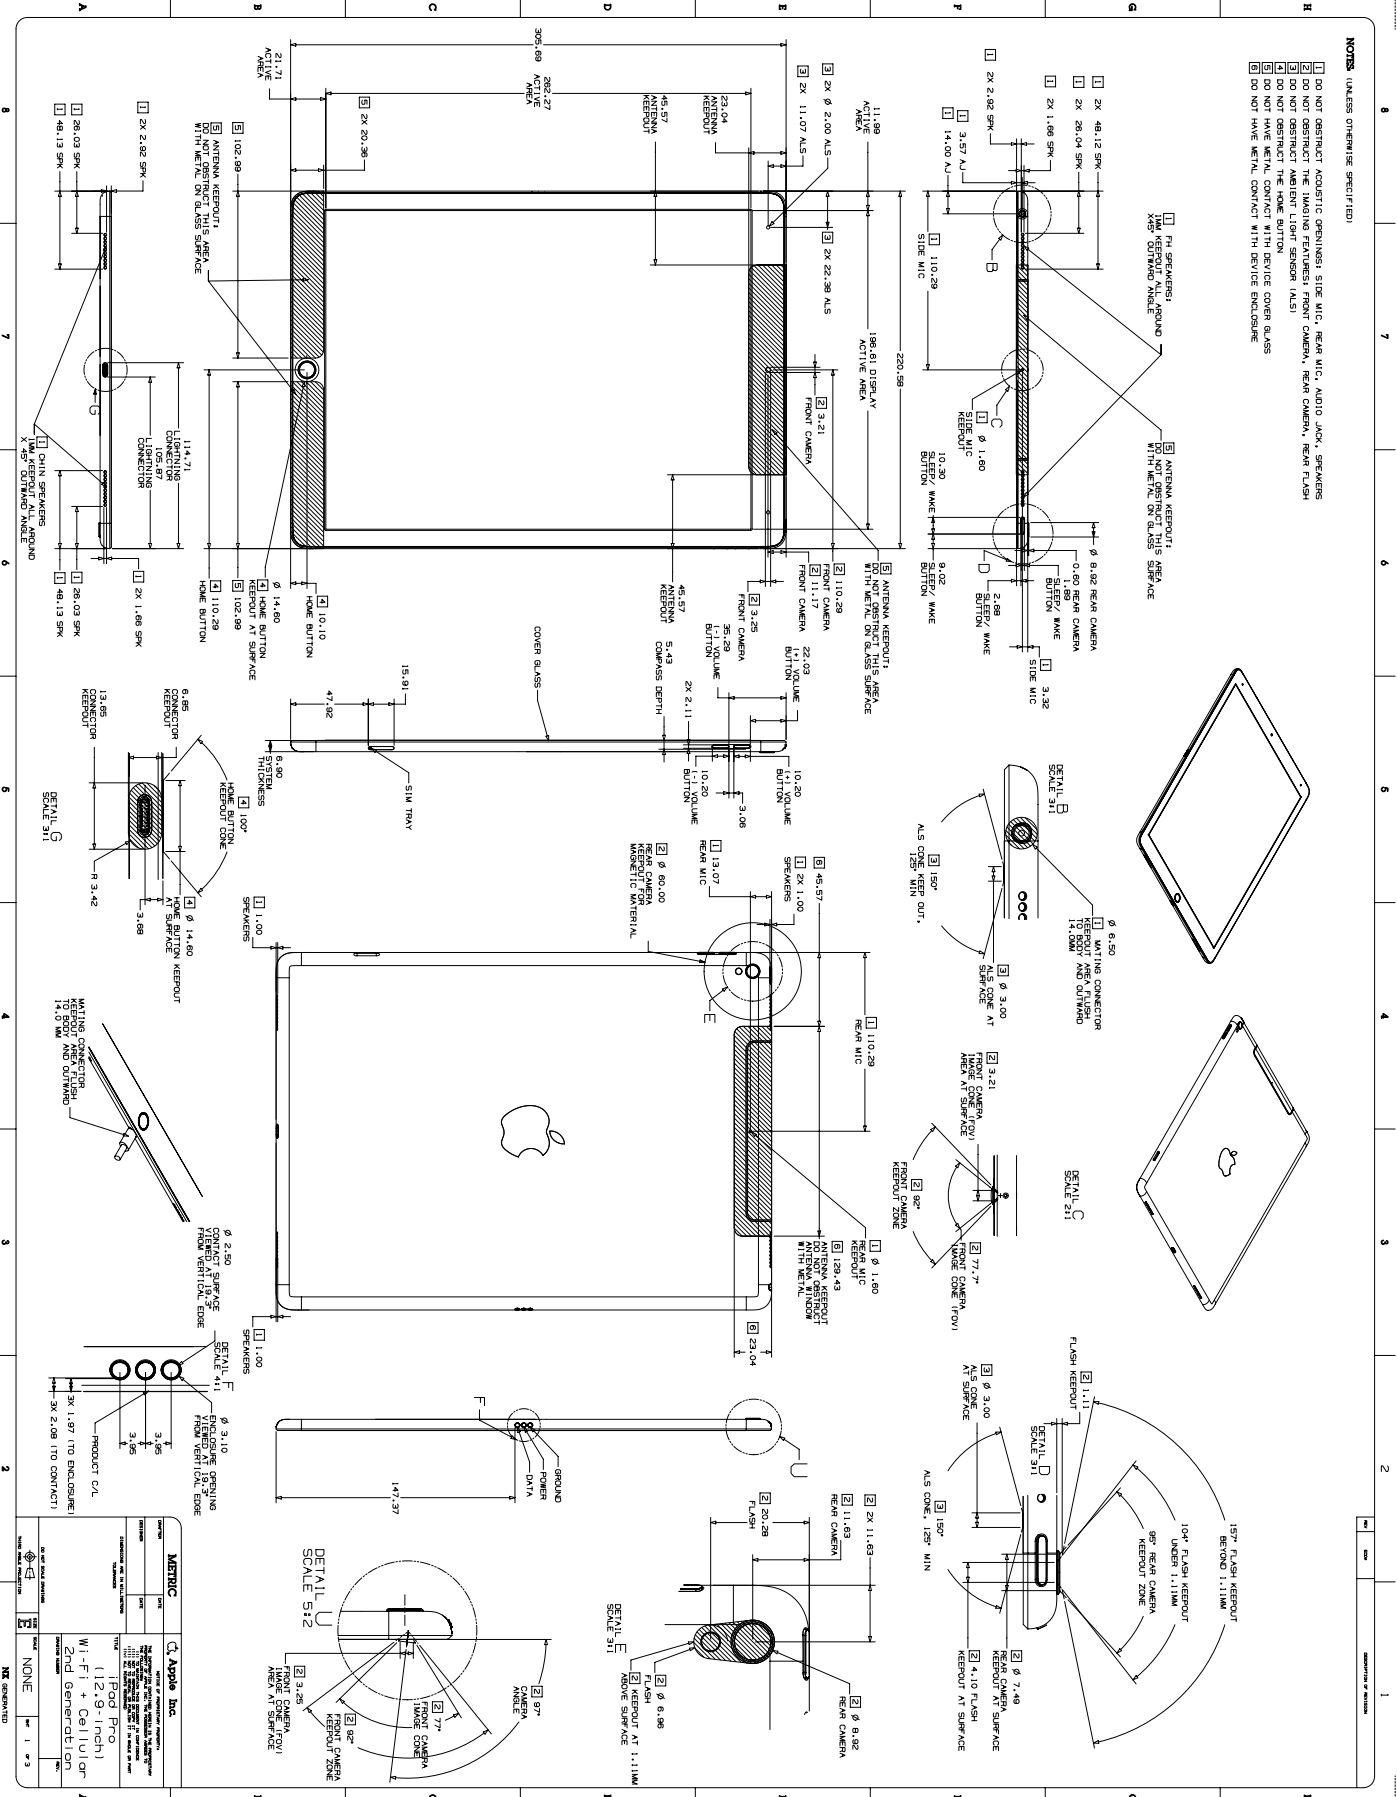 NOTES (UNLESS OTHERWISE SPECIFIED)
1 DO NOT OBSTRUCT ACOUSTIC OPENINGS: SIDE MIC, REAR MIC, AUDIO JACK, SPEAKERS
2 DO NOT OBSTRUCT THE IMAGING FEATURES: FRONT CAMERA, REAR CAMERA, REAR FLASH
3 DO NOT OBSTRUCT AMBIENT LIGHT SENSOR (ALS)
4 DO NOT OBSTRUCT THE HOME BUTTON
5 DO NOT HAVE METAL CONTACT WITH DEVICE COVER GLASS
6 DO NOT HAVE METAL CONTACT WITH DEVICE ENCLOSURE
1 2X 48.12 SPK
1 2X 26.04 SPK
1 2X 1.66 SPK
1 2X 2.92 SPK
1 3.57 AJ
1 14.00 AJ
1 FH SPEAKERS:
1MM KEEPOUT ALL AROUND
X45° OUTWARD ANGLE
5 ANTENNA KEEPOUT:
DO NOT OBSTRUCT THIS AREA
WITH METAL ON GLASS SURFACE
B
1 110.29
SIDE MIC
C
1 Ø 1.60
SIDE MIC
KEEPOUT
10.30
SLEEP/ WAKE
BUTTON
9.02
SLEEP/ WAKE
BUTTON
D
Ø 8.92 REAR CAMERA
0.60 REAR CAMERA
1.89
SLEEP/ WAKE
BUTTON
2.68
SLEEP/ WAKE
BUTTON
1 3.32
SIDE MIC
11.99
ACTIVE
AREA
220.58
196.61 DISPLAY
ACTIVE AREA
3 2X Ø 2.00 ALS
3 2X 11.07 ALS
3 2X 22.38 ALS
23.04
ANTENNA
KEEPOUT
45.57
ANTENNA
KEEPOUT
262.27
ACTIVE
AREA
305.69
21.71
ACTIVE
AREA
2 3.21
FRONT CAMERA
5 ANTENNA KEEPOUT:
DO NOT OBSTRUCT THIS AREA
WITH METAL ON GLASS SURFACE
2 110.29
FRONT CAMERA
2 11.17
FRONT CAMERA
2 3.25
FRONT CAMERA
45.57
ANTENNA
KEEPOUT
5 2X 20.36
5 ANTENNA KEEPOUT:
DO NOT OBSTRUCT THIS AREA
WITH METAL ON GLASS SURFACE
5 102.99
4 10.10
HOME BUTTON
Ø 14.60
4 HOME BUTTON
KEEPOUT AT SURFACE
5 102.99
4 110.29
HOME BUTTON
1 2X 2.92 SPK
1 26.03 SPK
1 48.13 SPK
G
114.71
LIGHTNING
CONNECTOR
105.87
LIGHTNING
CONNECTOR
1 CHIN SPEAKERS
1MM KEEPOUT ALL AROUND
X 45° OUTWARD ANGLE
1 2X 1.66 SPK
1 26.03 SPK
1 48.13 SPK
22.03
(+) VOLUME
BUTTON
35.29
(-) VOLUME
BUTTON
5.43
COMPASS DEPTH
2X 2.11
COVER GLASS
15.91
47.92
10.20
(+) VOLUME
BUTTON
3.06
10.20
(-) VOLUME
BUTTON
SIM TRAY
6.90
SYSTEM
THICKNESS
6.85
CONNECTOR
KEEPOUT
13.65
CONNECTOR
KEEPOUT
4 100°
HOME BUTTON
KEEPOUT CONE
4 Ø 14.60
HOME BUTTON KEEPOUT
AT SURFACE
3.68
R 3.42
DETAIL G
SCALE 3:1
DETAIL B
SCALE 3:1
Ø 6.50
1 MATING CONNECTOR
KEEPOUT AREA FLUSH
TO BODY AND OUTWARD
14.0MM
3 150°
ALS CONE KEEP OUT,
125° MIN
3 Ø 3.00
ALS CONE AT
SURFACE
DETAIL C
SCALE 2:1
2 3.21
FRONT CAMERA
IMAGE CONE (FOV)
AREA AT SURFACE
2 92°
FRONT CAMERA
KEEPOUT ZONE
2 77.7°
FRONT CAMERA
IMAGE CONE (FOV)
6 45.57
1 2X 1.00
SPEAKERS
1 13.07
REAR MIC
2 Ø 60.00
REAR CAMERA
KEEPOUT FOR
MAGNETIC MATERIAL
E
1 110.29
REAR MIC
1 Ø 1.60
REAR MIC
KEEPOUT
6 129.43
ANTENNA KEEPOUT
DO NOT OBSTRUCT
ANTENNA WINDOW
WITH METAL
6 23.04
1 1.00
SPEAKERS
1 1.00
SPEAKERS
MATING CONNECTOR
KEEPOUT AREA FLUSH
TO BODY AND OUTWARD
14.0 MM
Ø 2.50
CONTACT SURFACE
VIEWED AT 19.3°
FROM VERTICAL EDGE
DETAIL F
SCALE 4:1
Ø 3.10
ENCLOSURE OPENING
VIEWED AT 19.3°
FROM VERTICAL EDGE
3.95
3.95
PRODUCT C/L
3X 1.97 (TO ENCLOSURE)
3X 2.08 (TO CONTACT)
F
U
GROUND
POWER
DATA
147.37
2 1.11
FLASH KEEPOUT
DETAIL D
SCALE 3:1
157° FLASH KEEPOUT
BEYOND 1.11MM
104° FLASH KEEPOUT
UNDER 1.11MM
95° REAR CAMERA
KEEPOUT ZONE
3 Ø 3.00
ALS CONE
AT SURFACE
3 150°
ALS CONE, 125° MIN
2 Ø 7.49
REAR CAMERA
KEEPOUT AT SURFACE
2 4.10 FLASH
KEEPOUT AT SURFACE
2 2X 11.63
2 11.63
REAR CAMERA
2 20.28
FLASH
DETAIL E
SCALE 3:1
2 Ø 8.92
REAR CAMERA
2 Ø 6.96
FLASH
2 KEEPOUT AT 1.11MM
ABOVE SURFACE
DETAIL U
SCALE 5:2
2 97°
CAMERA
ANGLE
2 77°
FRONT CAMERA
IMAGE CONE
2 92°
FRONT CAMERA
KEEPOUT ZONE
2 3.25
FRONT CAMERA
IMAGE CONE (FOV)
AREA AT SURFACE
METRIC
Apple Inc.
TITLE
iPad Pro
(12.9-inch)
Wi-Fi + Cellular
2nd Generation
SIZE
E
SCALE
NONE
SHT 1 OF 3
NX GENERATED
8 7 6 5 4 3 2 1
H G F E D C B A